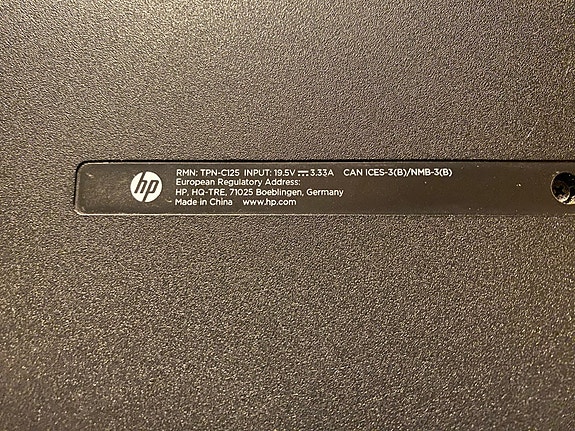 hp
RMN: TPN-C125 INPUT: 19.5V⎓3.33A CAN ICES-3(B)/NMB-3(B)
European Regulatory Address:
HP, HQ-TRE, 71025 Boeblingen, Germany
Made in China www.hp.com